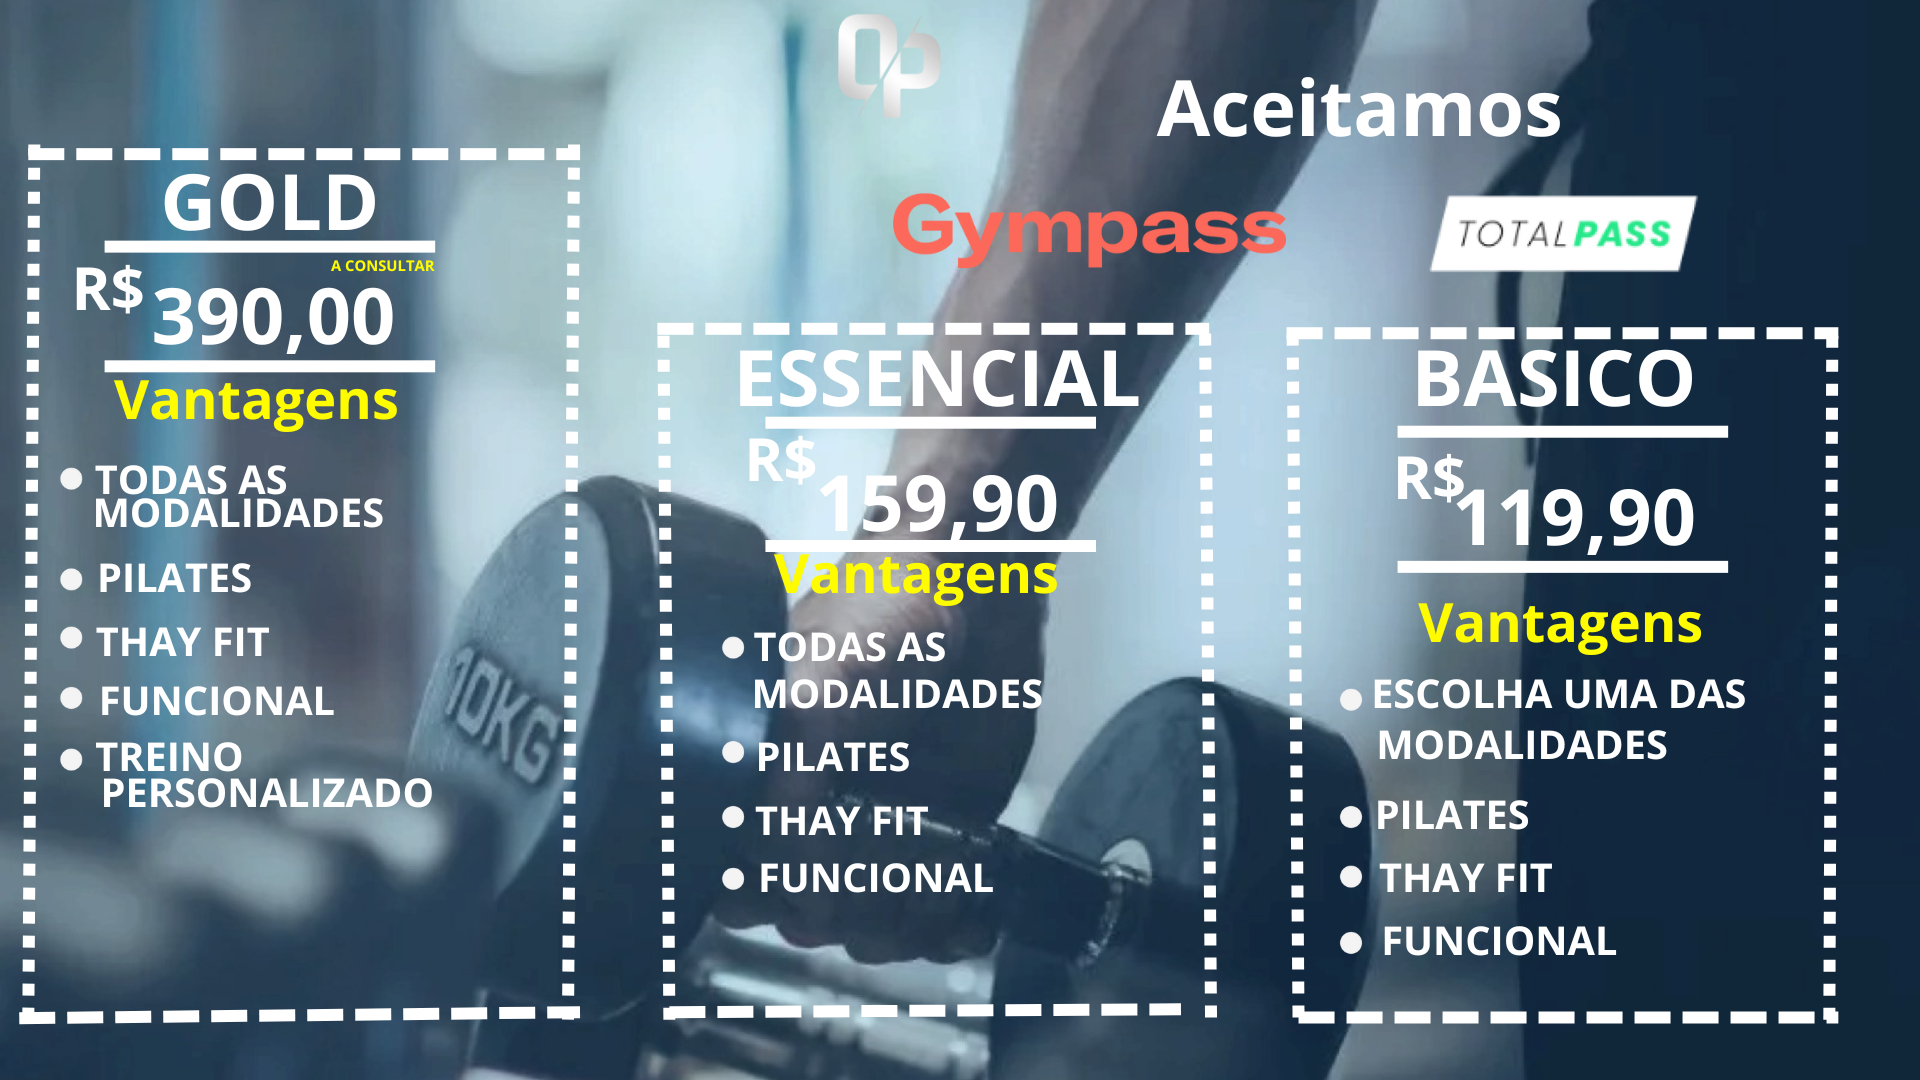 OP
Aceitamos
Gympass
TOTALPASS
GOLD
A CONSULTAR
R$ 390,00
Vantagens
TODAS AS
MODALIDADES
PILATES
THAY FIT
FUNCIONAL
TREINO
PERSONALIZADO
ESSENCIAL
R$ 159,90
Vantagens
TODAS AS
MODALIDADES
PILATES
THAY FIT
FUNCIONAL
BASICO
R$ 119,90
Vantagens
ESCOLHA UMA DAS
MODALIDADES
PILATES
THAY FIT
FUNCIONAL
10KG